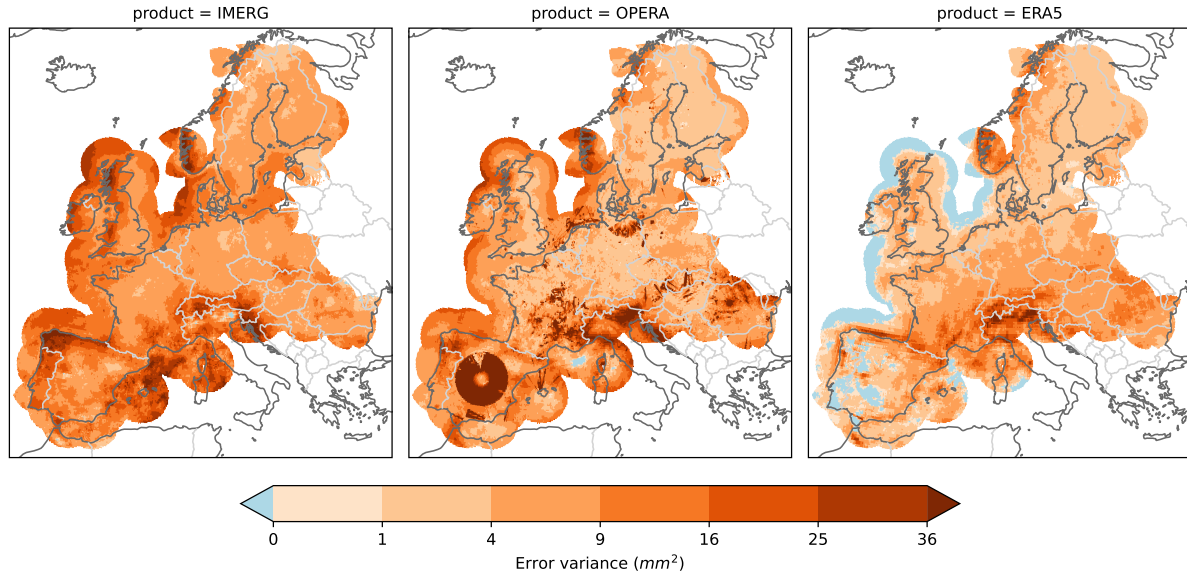 product = IMERG
product = OPERA
product = ERA5
0 1 4 9 16 25 36
Error variance (mm²)